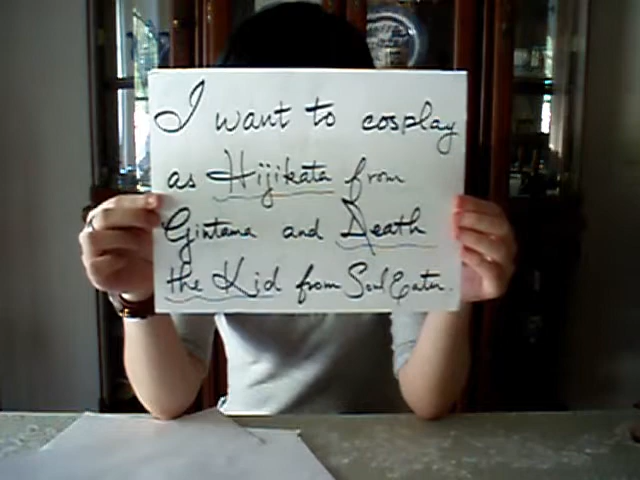 I want to cosplay
as Hijikata from
Gintama and Death
the Kid from Soul Eater.